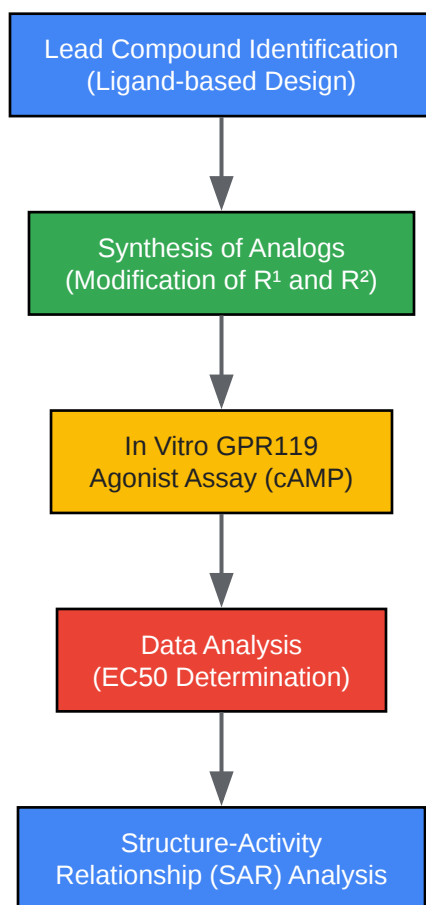 Lead Compound Identification
(Ligand-based Design)
Synthesis of Analogs
(Modification of R¹ and R²)
In Vitro GPR119
Agonist Assay (cAMP)
Data Analysis
(EC50 Determination)
Structure-Activity
Relationship (SAR) Analysis